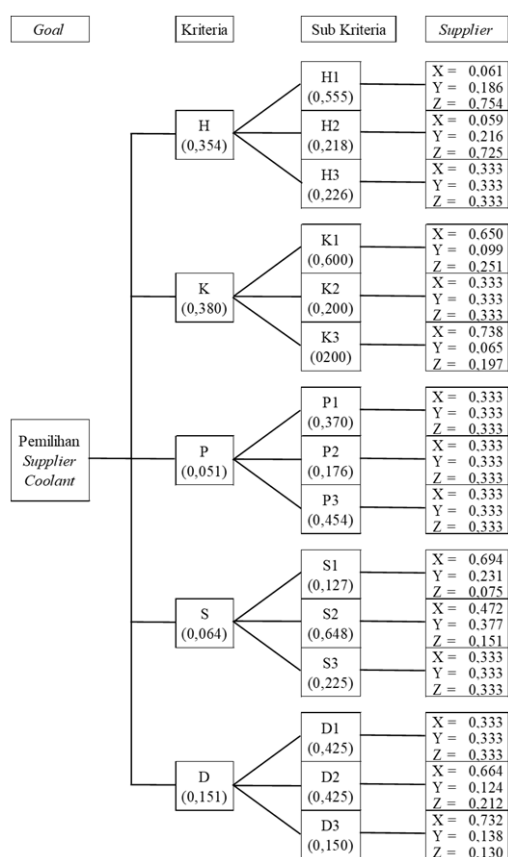 Goal
Kriteria
Sub Kriteria
Supplier
H
(0,354)
H1
(0,555)
X = 0,061
Y = 0,186
Z = 0,754
H2
(0,218)
X = 0,059
Y = 0,216
Z = 0,725
H3
(0,226)
X = 0,333
Y = 0,333
Z = 0,333
K
(0,380)
K1
(0,600)
X = 0,650
Y = 0,099
Z = 0,251
K2
(0,200)
X = 0,333
Y = 0,333
Z = 0,333
K3
(0200)
X = 0,738
Y = 0,065
Z = 0,197
Pemilihan
Supplier
Coolant
P
(0,051)
P1
(0,370)
X = 0,333
Y = 0,333
Z = 0,333
P2
(0,176)
X = 0,333
Y = 0,333
Z = 0,333
P3
(0,454)
X = 0,333
Y = 0,333
Z = 0,333
S
(0,064)
S1
(0,127)
X = 0,694
Y = 0,231
Z = 0,075
S2
(0,648)
X = 0,472
Y = 0,377
Z = 0,151
S3
(0,225)
X = 0,333
Y = 0,333
Z = 0,333
D
(0,151)
D1
(0,425)
X = 0,333
Y = 0,333
Z = 0,333
D2
(0,425)
X = 0,664
Y = 0,124
Z = 0,212
D3
(0,150)
X = 0,732
Y = 0,138
Z = 0,130